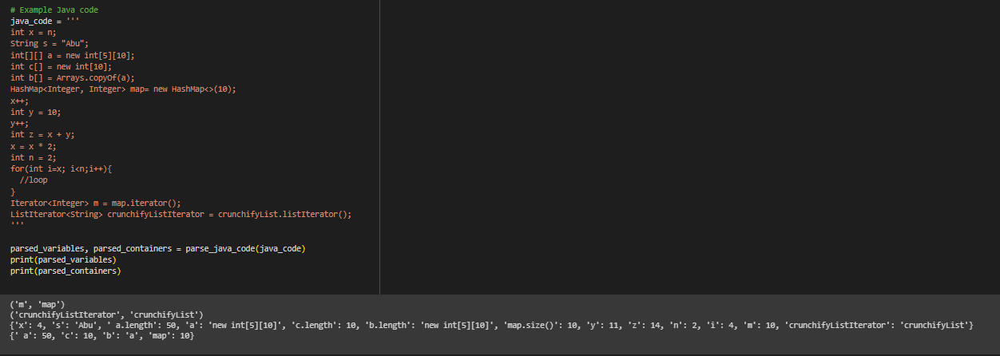 # Example Java code
java_code = '''
int x = n;
String s = "Abu";
int[][] a = new int[5][10];
int c[] = new int[10];
int b[] = Arrays.copyOf(a);
HashMap<Integer, Integer> map= new HashMap<>(10);
x++;
int y = 10;
y++;
int z = x + y;
x = x * 2;
int n = 2;
for(int i=x; i<n;i++){
  //loop
}
Iterator<Integer> m = map.iterator();
ListIterator<String> crunchifyListIterator = crunchifyList.listIterator();
'''
parsed_variables, parsed_containers = parse_java_code(java_code)
print(parsed_variables)
print(parsed_containers)
('m', 'map')
('crunchifyListIterator', 'crunchifyList')
{'x': 4, 's': 'Abu', ' a.length': 50, 'a': 'new int[5][10]', 'c.length': 10, 'b.length': 'new int[5][10]', 'map.size()': 10, 'y': 11, 'z': 14, 'n': 2, 'i': 4, 'm': 10, 'crunchifyListIterator': 'crunchifyList'}
{' a': 50, 'c': 10, 'b': 'a', 'map': 10}